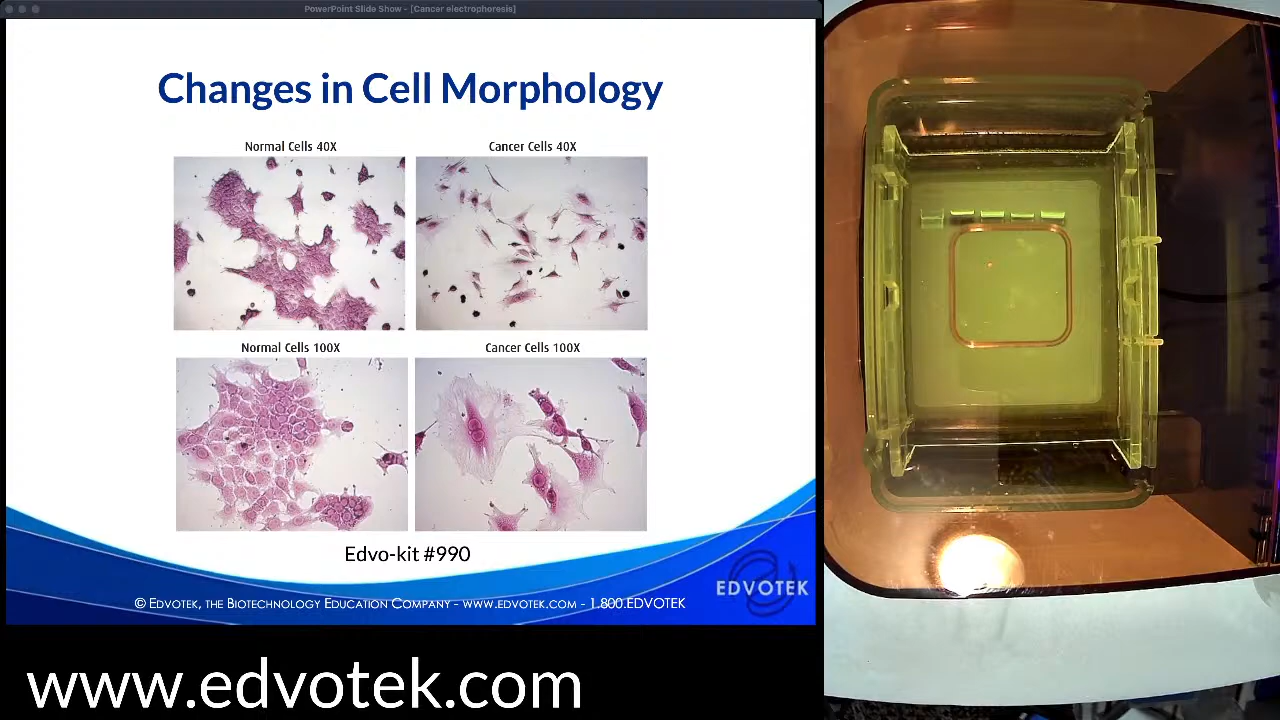 PowerPoint Slide Show - [Cancer electrophoresis]
Changes in Cell Morphology
Normal Cells 40X
Cancer Cells 40X
Normal Cells 100X
Cancer Cells 100X
Edvo-kit #990
EDVOTEK
© EDVOTEK, THE BIOTECHNOLOGY EDUCATION COMPANY - WWW.EDVOTEK.COM - 1.800.EDVOTEK
www.edvotek.com